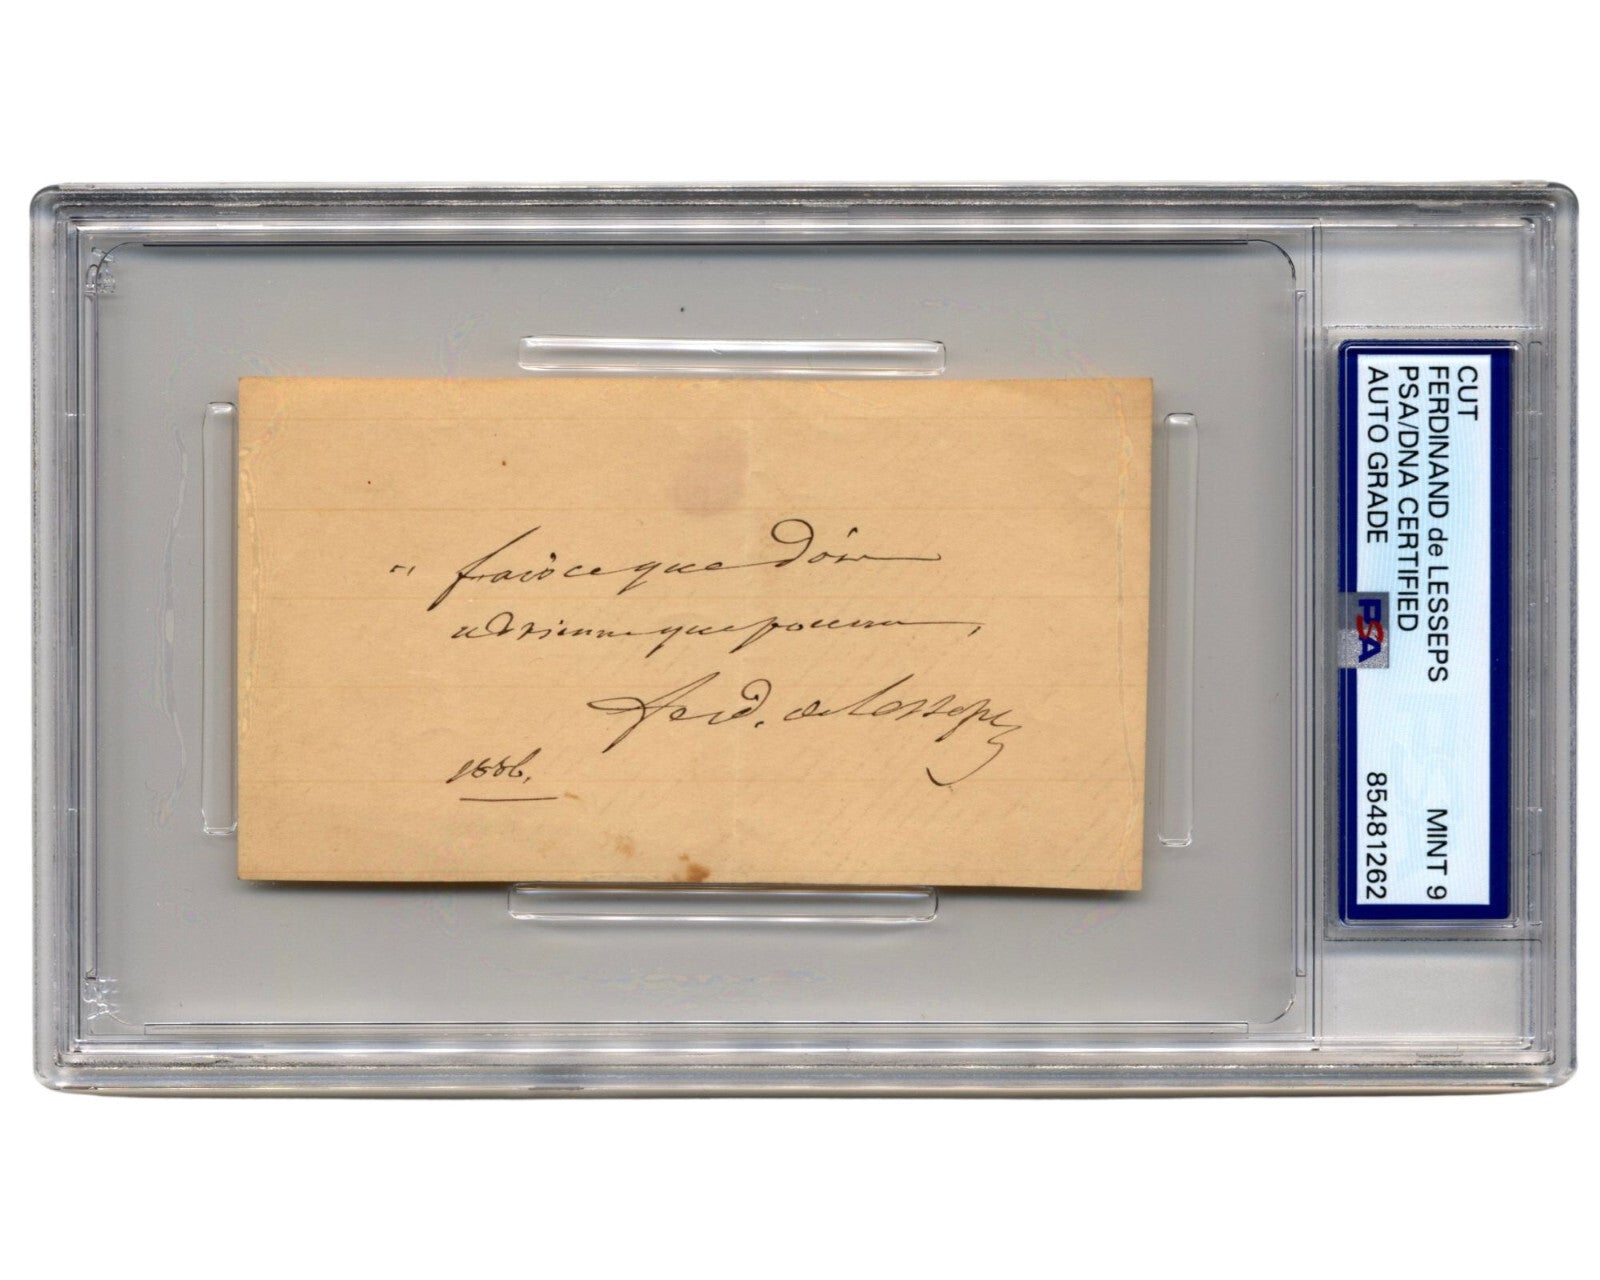 " fais ce que dois
advienne que pourra,
Ferd. de Lesseps
1886.
CUT
FERDINAND de LESSEPS MINT 9
PSA/DNA CERTIFIED
AUTO GRADE 85481262
PSA